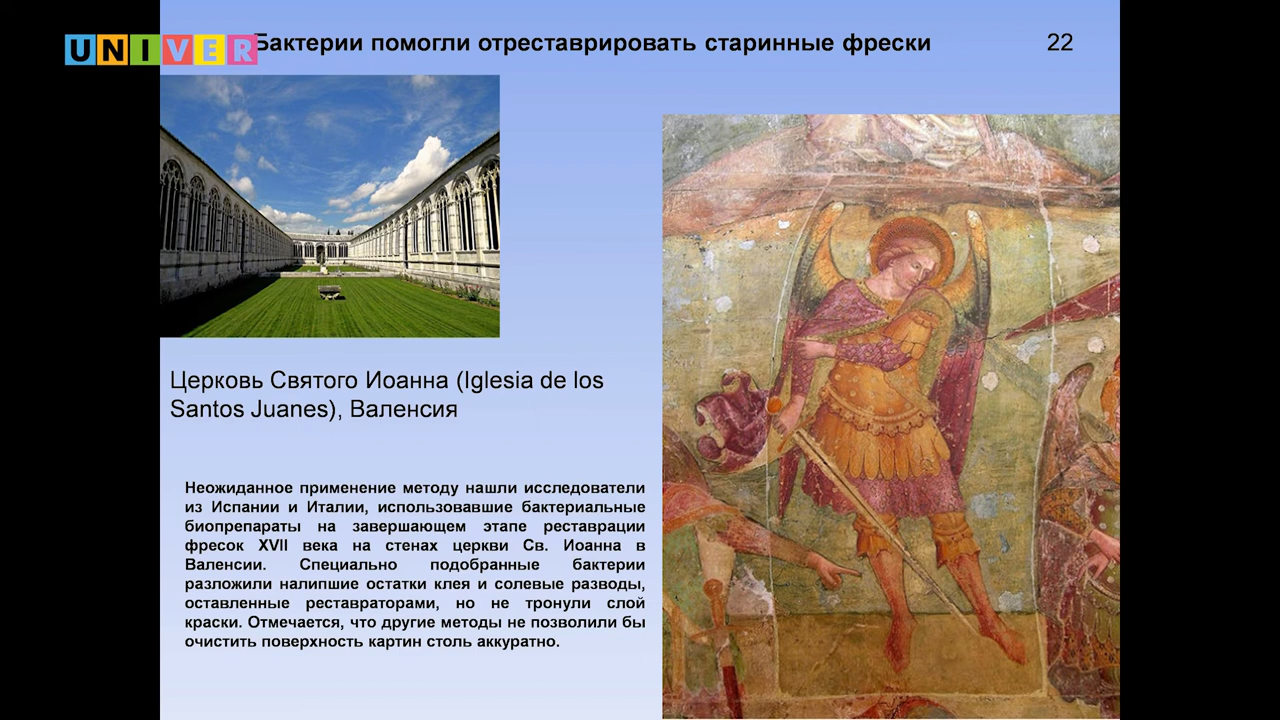 UNIVER
Бактерии помогли отреставрировать старинные фрески
22
Церковь Святого Иоанна (Iglesia de los
Santos Juanes), Валенсия
Неожиданное применение методу нашли исследователи
из Испании и Италии, использовавшие бактериальные
биопрепараты на завершающем этапе реставрации
фресок XVII века на стенах церкви Св. Иоанна в
Валенсии. Специально подобранные бактерии
разложили налипшие остатки клея и солевые разводы,
оставленные реставраторами, но не тронули слой
краски. Отмечается, что другие методы не позволили бы
очистить поверхность картин столь аккуратно.